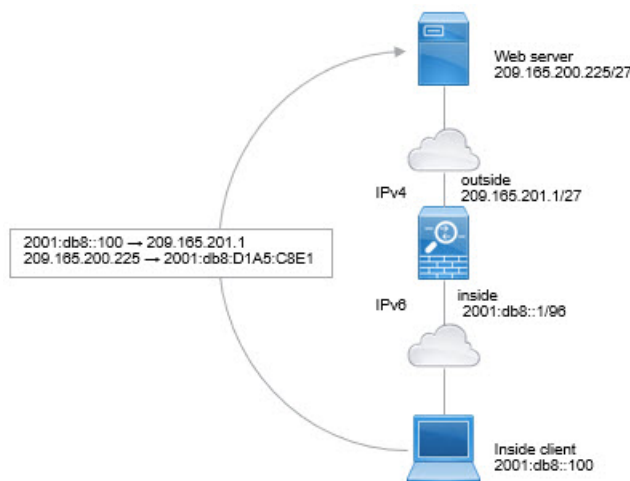 Web server
209.165.200.225/27
outside
209.165.201.1/27
IPv4
2001:db8::100 → 209.165.201.1
209.165.200.225 → 2001:db8:D1A5:C8E1
IPv6
inside
2001:db8::1/96
Inside client
2001:db8::100